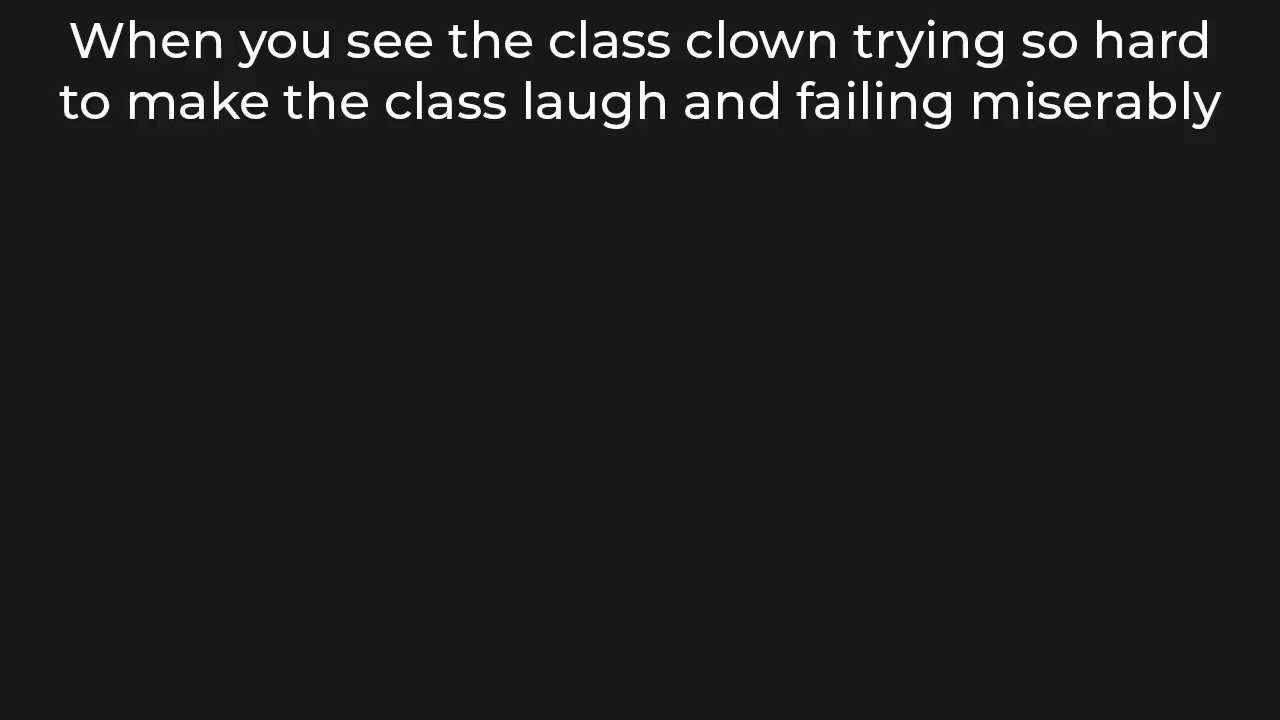 When you see the class clown trying so hard
to make the class laugh and failing miserably